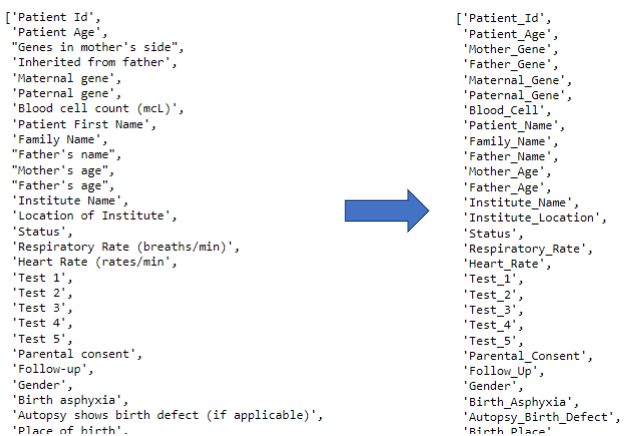 ['Patient Id',
'Patient Age',
"Genes in mother's side",
'Inherited from father',
'Maternal gene',
'Paternal gene',
'Blood cell count (mcL)',
'Patient First Name',
'Family Name',
"Father's name",
"Mother's age",
"Father's age",
'Institute Name',
'Location of Institute',
'Status',
'Respiratory Rate (breaths/min)',
'Heart Rate (rates/min',
'Test 1',
'Test 2',
'Test 3',
'Test 4',
'Test 5',
'Parental consent',
'Follow-up',
'Gender',
'Birth asphyxia',
'Autopsy shows birth defect (if applicable)',
'Place of birth',
['Patient_Id',
'Patient_Age',
'Mother_Gene',
'Father_Gene',
'Maternal_Gene',
'Paternal_Gene',
'Blood_Cell',
'Patient_Name',
'Family_Name',
'Father_Name',
'Mother_Age',
'Father_Age',
'Institute_Name',
'Institute_Location',
'Status',
'Respiratory_Rate',
'Heart_Rate',
'Test_1',
'Test_2',
'Test_3',
'Test_4',
'Test_5',
'Parental_Consent',
'Follow_Up',
'Gender',
'Birth_Asphyxia',
'Autopsy_Birth_Defect',
'Birth_Place'